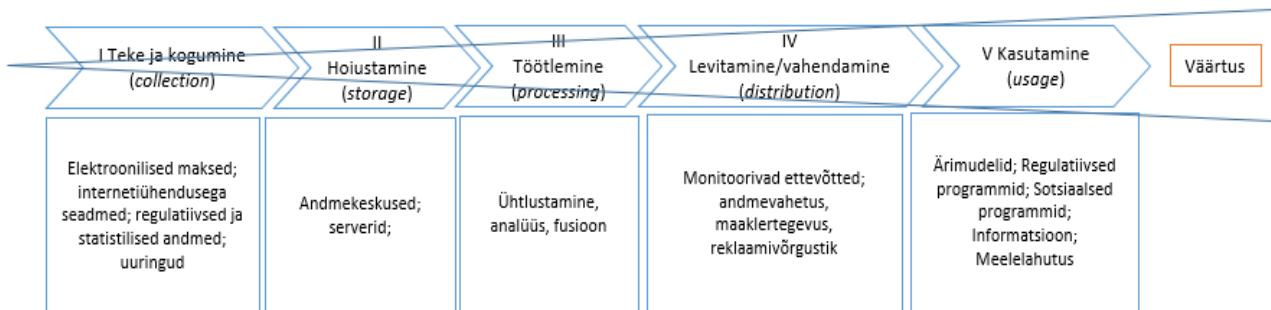 I Teke ja kogumine
(collection)
II
Hoiustamine
(storage)
III
Töötlemine
(processing)
IV
Levitamine/vahendamine
(distribution)
V Kasutamine
(usage)
Väärtus
Elektroonilised maksed;
internetiühendusega
seadmed; regulatiivsed ja
statistilised andmed;
uuringud
Andmekeskused;
serverid;
Ühtlustamine,
analüüs, fusioon
Monitoorivad ettevõtted;
andmevahetus,
maaklertegevus,
reklaamivõrgustik
Ärimudelid; Regulatiivsed
programmid; Sotsiaalsed
programmid;
Informatsioon;
Meelelahutus